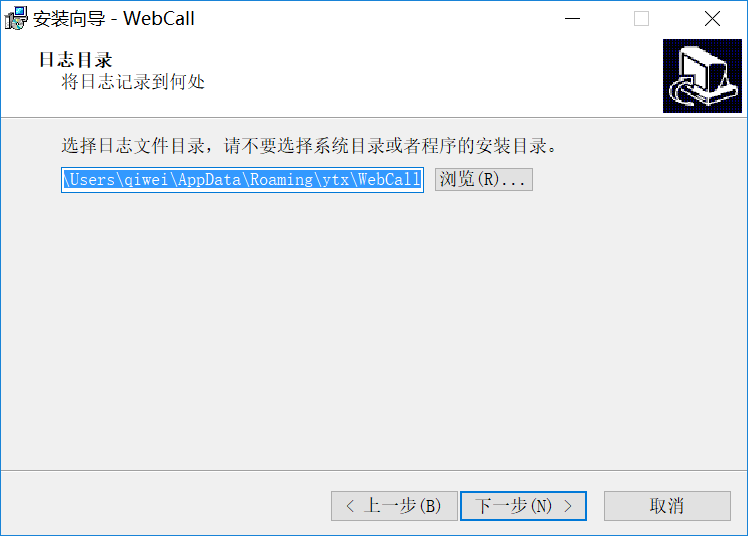 安装向导 - WebCall
日志目录
将日志记录到何处
选择日志文件目录，请不要选择系统目录或者程序的安装目录。
\Users\qiwei\AppData\Roaming\ytx\WebCall
浏览(R)...
< 上一步(B)
下一步(N) >
取消